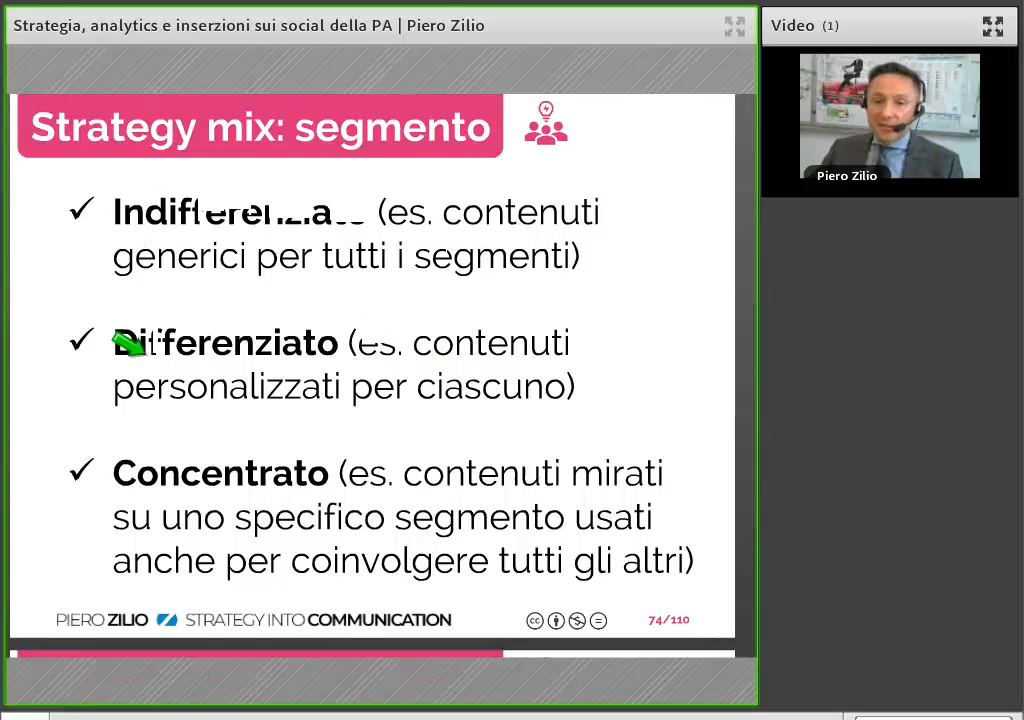 Strategia, analytics e inserzioni sui social della PA | Piero Zilio
Video (1)
Piero Zilio
Strategy mix: segmento
✓ Indifferenziato (es. contenuti
generici per tutti i segmenti)
✓ Differenziato (es. contenuti
personalizzati per ciascuno)
✓ Concentrato (es. contenuti mirati
su uno specifico segmento usati
anche per coinvolgere tutti gli altri)
PIERO ZILIO STRATEGY INTO COMMUNICATION
cc
74/110